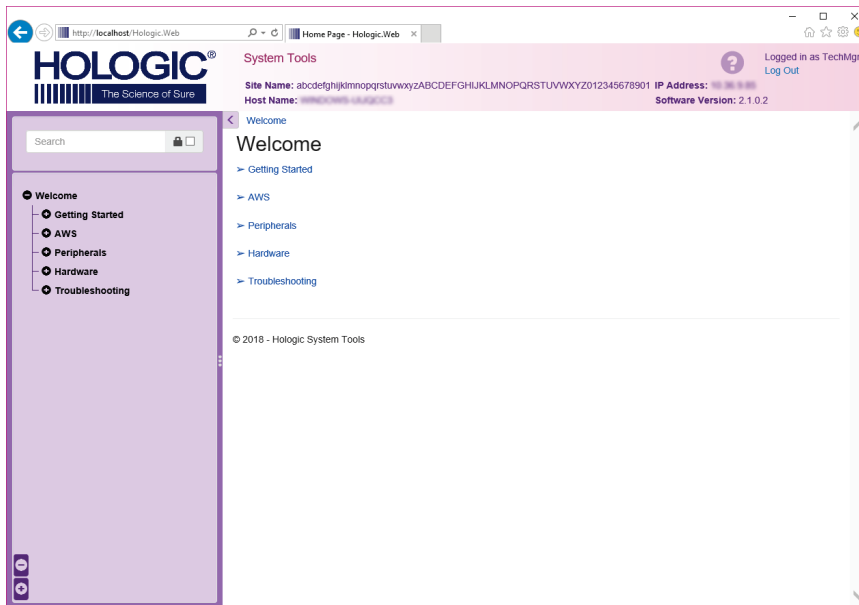 http://localhost/Hologic.Web
Home Page - Hologic.Web
HOLOGIC®
The Science of Sure
System Tools
Logged in as TechMgr
Log Out
Site Name: abcdefghijklmnopqrstuvwxyzABCDEFGHIJKLMNOPQRSTUVWXYZ012345678901 IP Address:
Host Name:
Software Version: 2.1.0.2
Search
Welcome
Getting Started
AWS
Peripherals
Hardware
Troubleshooting
Welcome
Welcome
➢ Getting Started
➢ AWS
➢ Peripherals
➢ Hardware
➢ Troubleshooting
© 2018 - Hologic System Tools